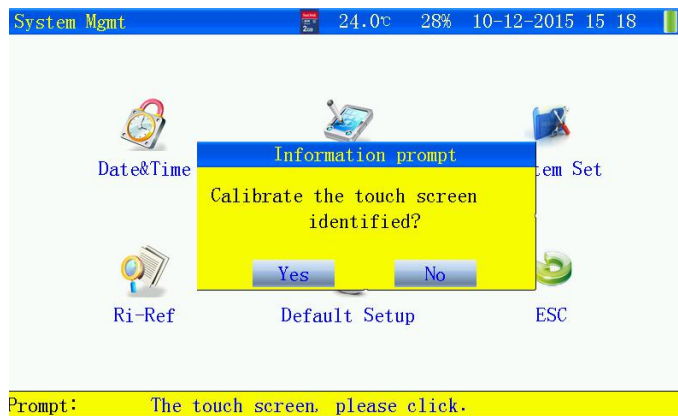 System Mgmt 24.0℃ 28% 10-12-2015 15 18
Information prompt
Date&Time tem Set
Calibrate the touch screen
identified?
Yes No
Ri-Ref Default Setup ESC
Prompt: The touch screen, please click.